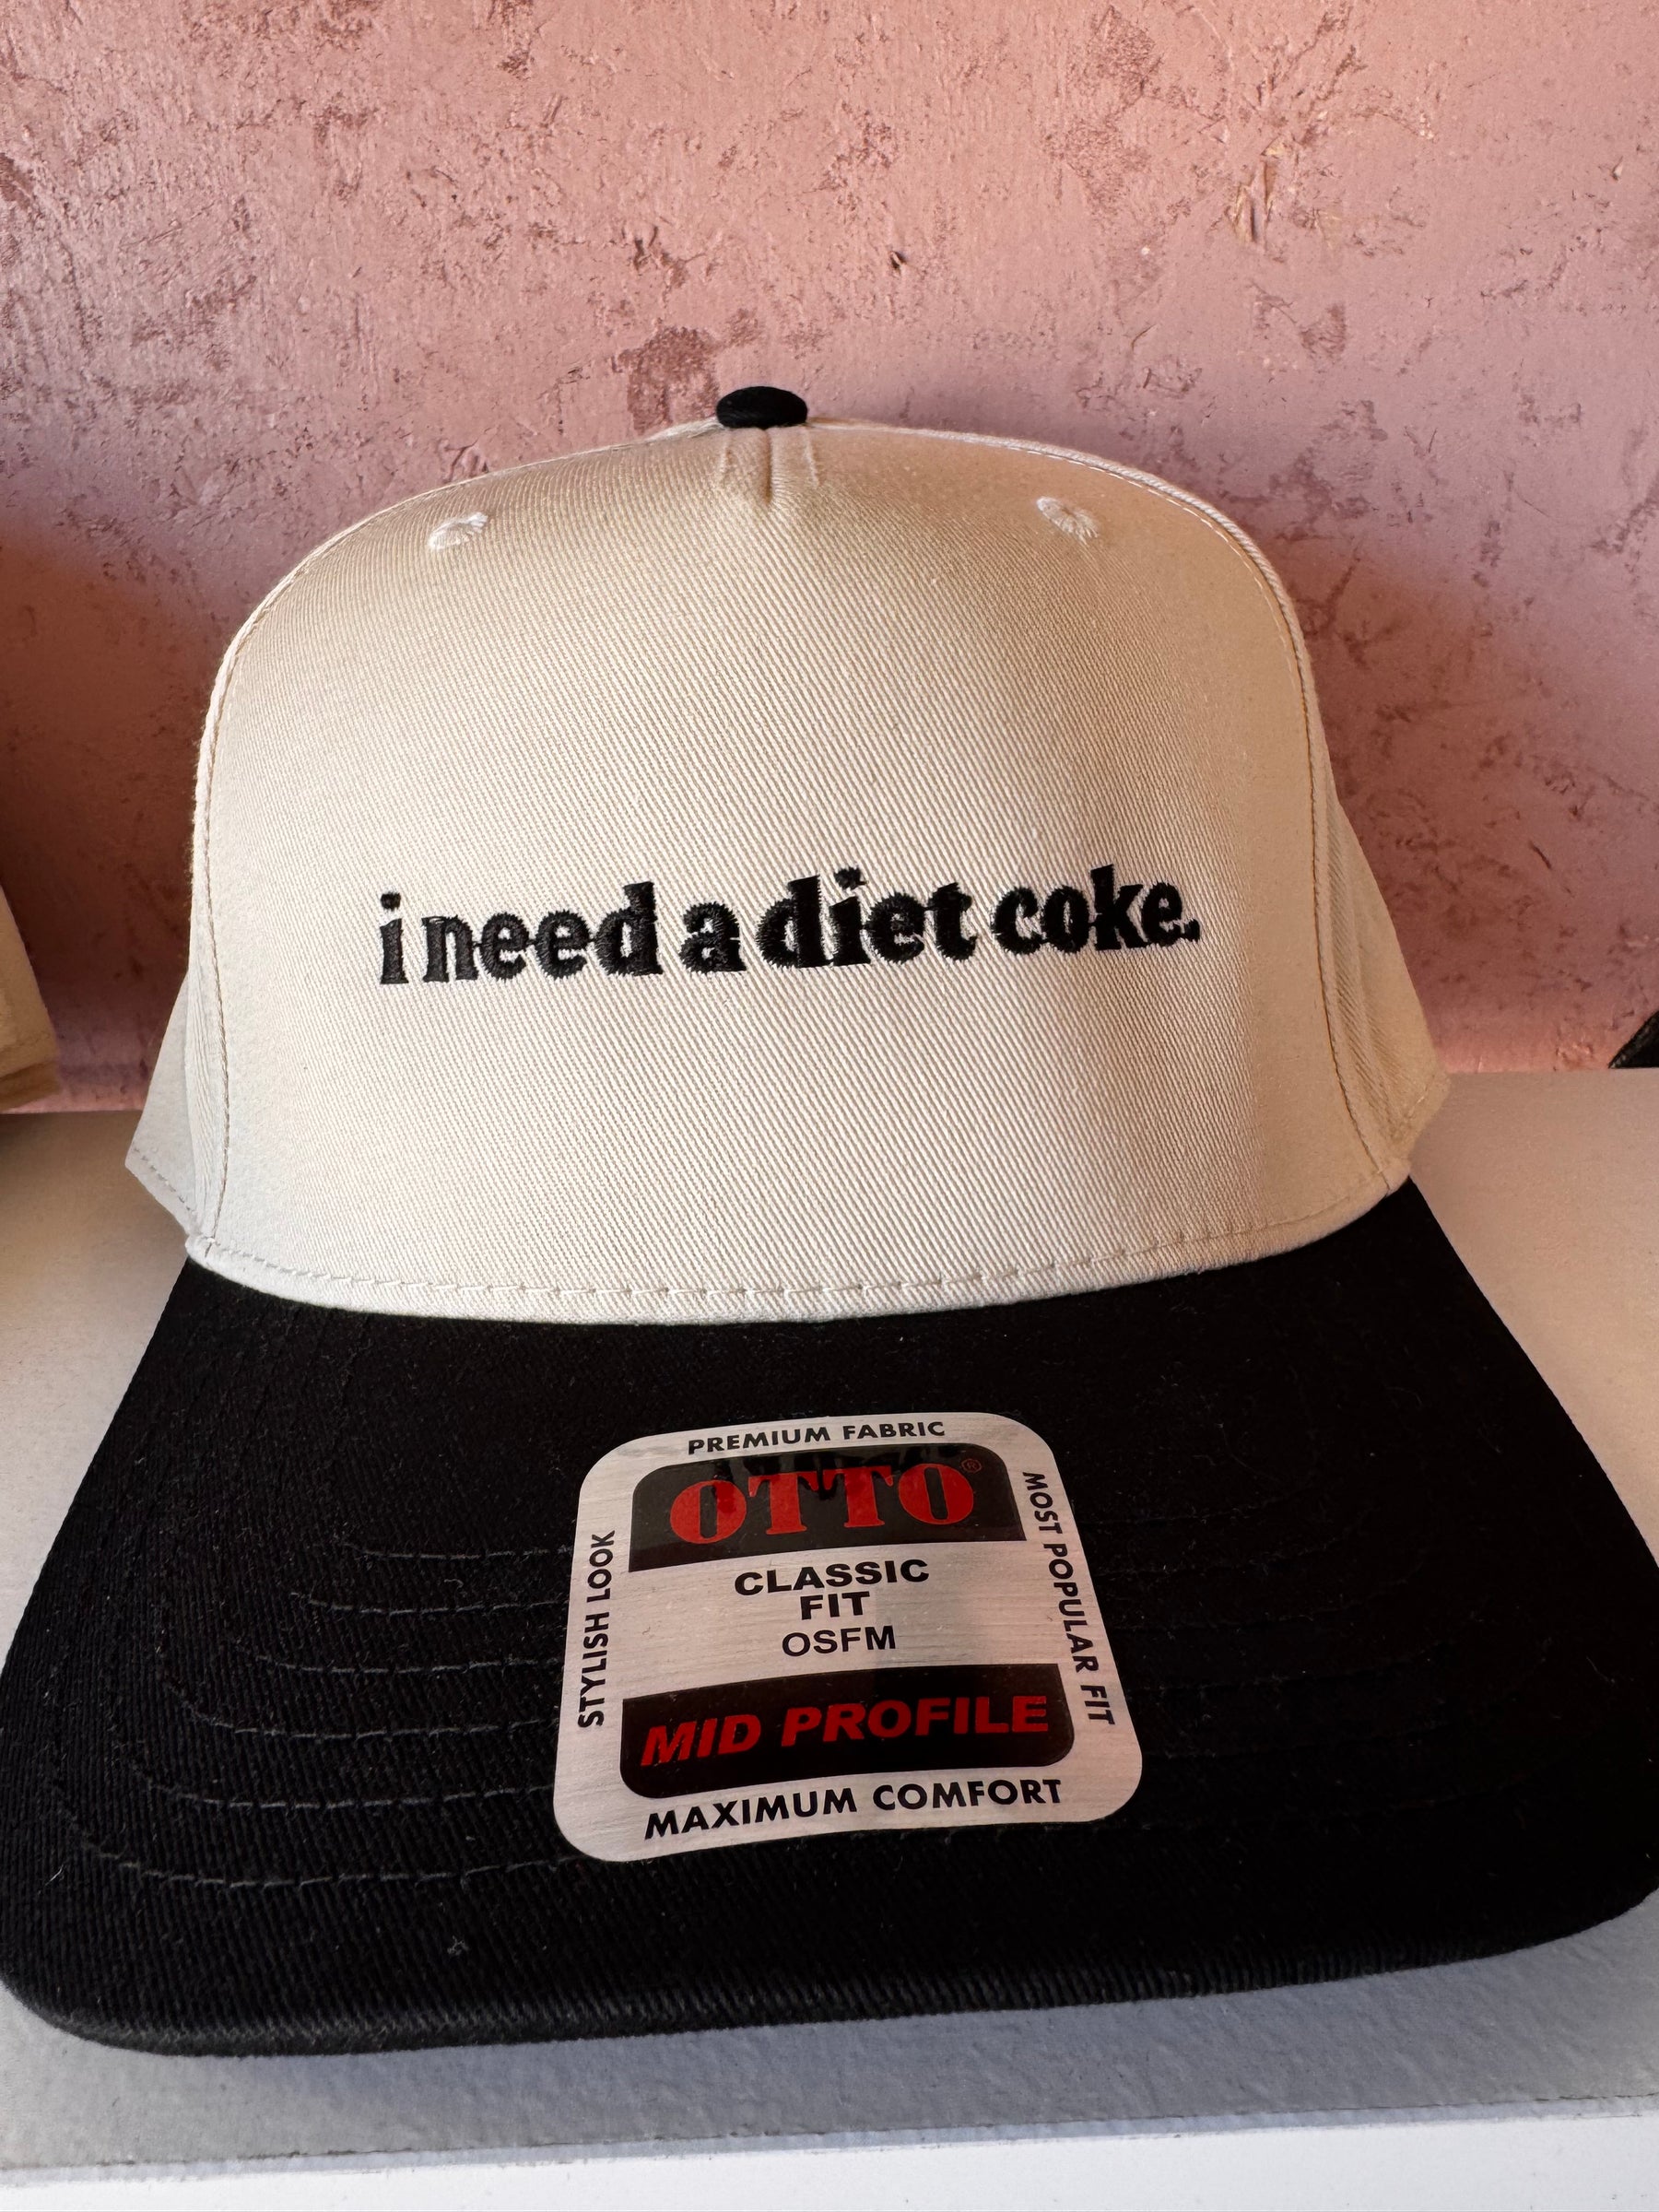 i need a diet coke.
PREMIUM FABRIC
OTTO®
STYLISH LOOK
MOST POPULAR FIT
CLASSIC
FIT
OSFM
MID PROFILE
MAXIMUM COMFORT